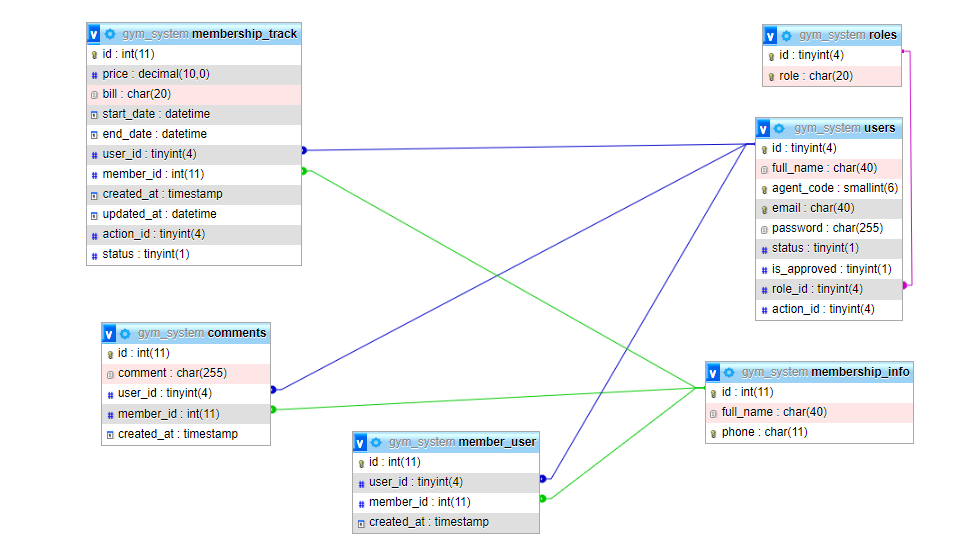 gym_system membership_track
id : int(11)
price : decimal(10,0)
bill : char(20)
start_date : datetime
end_date : datetime
user_id : tinyint(4)
member_id : int(11)
created_at : timestamp
updated_at : datetime
action_id : tinyint(4)
status : tinyint(1)
gym_system roles
id : tinyint(4)
role : char(20)
gym_system users
id : tinyint(4)
full_name : char(40)
agent_code : smallint(6)
email : char(40)
password : char(255)
status : tinyint(1)
is_approved : tinyint(1)
role_id : tinyint(4)
action_id : tinyint(4)
gym_system comments
id : int(11)
comment : char(255)
user_id : tinyint(4)
member_id : int(11)
created_at : timestamp
gym_system member_user
id : int(11)
user_id : tinyint(4)
member_id : int(11)
created_at : timestamp
gym_system membership_info
id : int(11)
full_name : char(40)
phone : char(11)